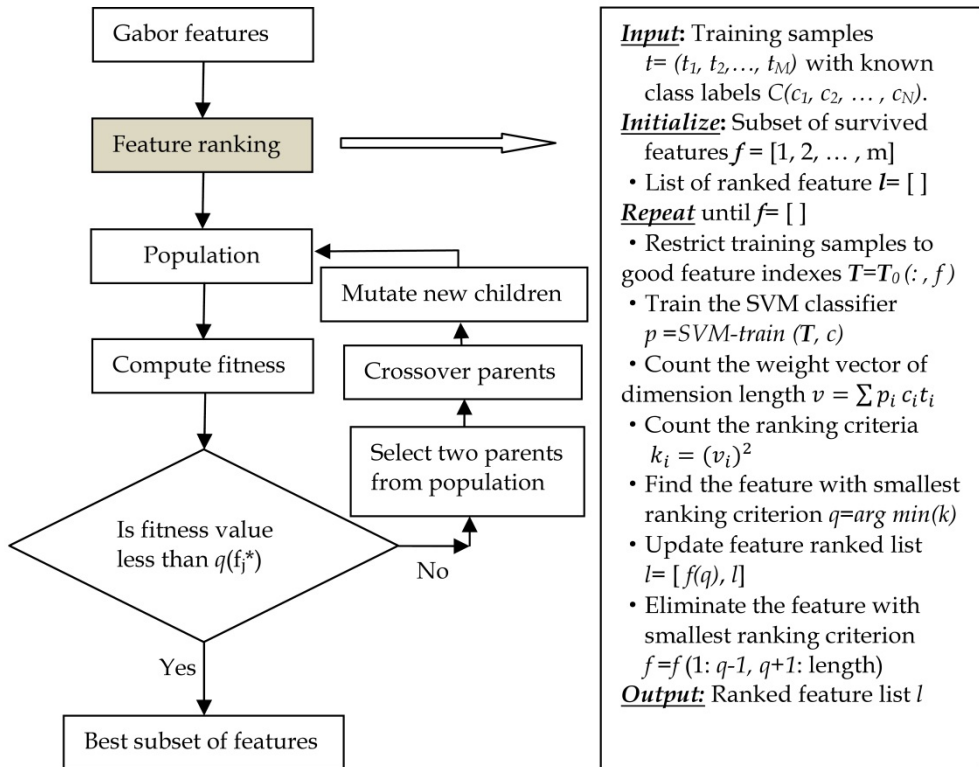 Gabor features
Feature ranking
Population
Compute fitness
Is fitness value
less than q(fj*)
No
Yes
Best subset of features
Select two parents
from population
Crossover parents
Mutate new children
Input: Training samples
t= (t1, t2,…, tM) with known
class labels C(c1, c2, … , cN).
Initialize: Subset of survived
features f = [1, 2, … , m]
• List of ranked feature l= [ ]
Repeat until f= [ ]
• Restrict training samples to
good feature indexes T=T0 (: , f)
• Train the SVM classifier
p =SVM-train (T, c)
• Count the weight vector of
dimension length v = ∑ pi citi
• Count the ranking criteria
ki = (vi)²
• Find the feature with smallest
ranking criterion q=arg min(k)
• Update feature ranked list
l= [ f(q), l]
• Eliminate the feature with
smallest ranking criterion
f =f (1: q-1, q+1: length)
Output: Ranked feature list l